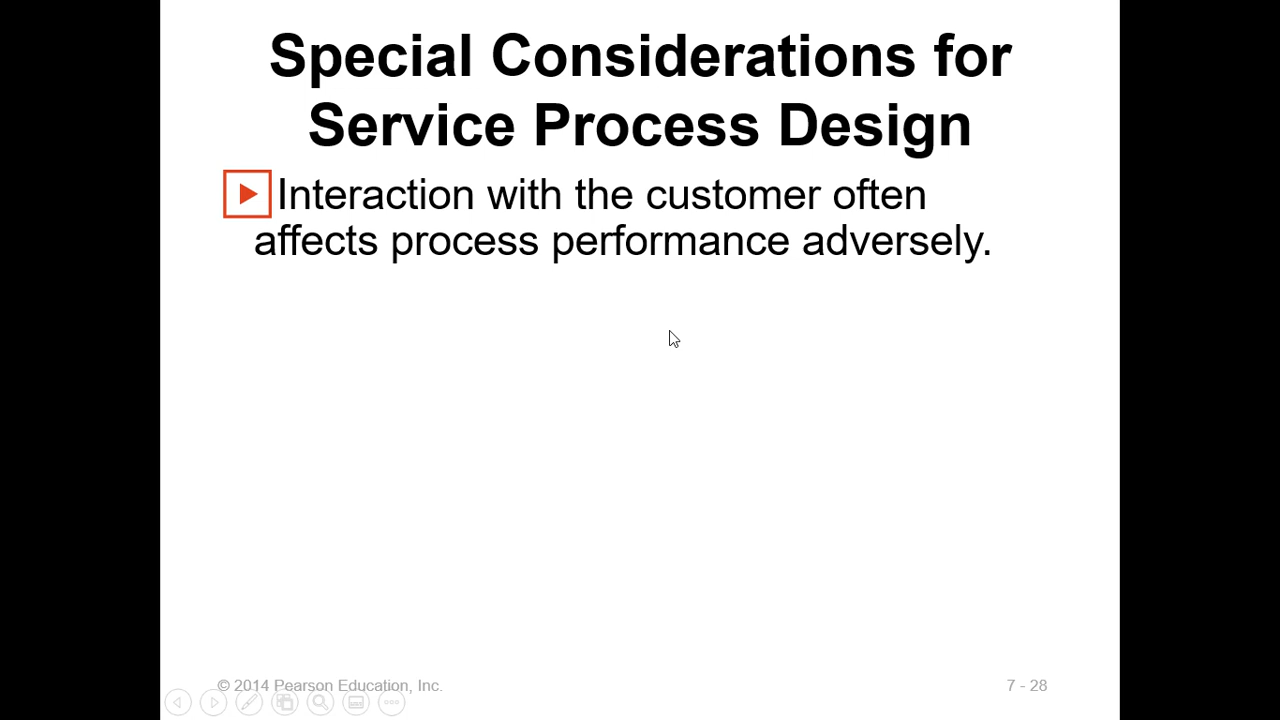 Special Considerations for
Service Process Design
Interaction with the customer often
affects process performance adversely.
© 2014 Pearson Education, Inc.
7 - 28